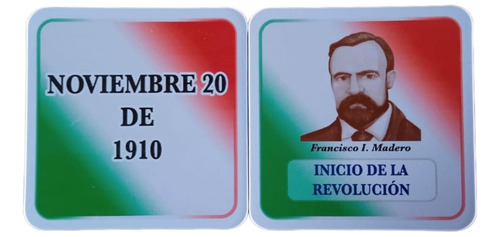 NOVIEMBRE 20
DE
1910
Francisco I. Madero
INICIO DE LA
REVOLUCIÓN